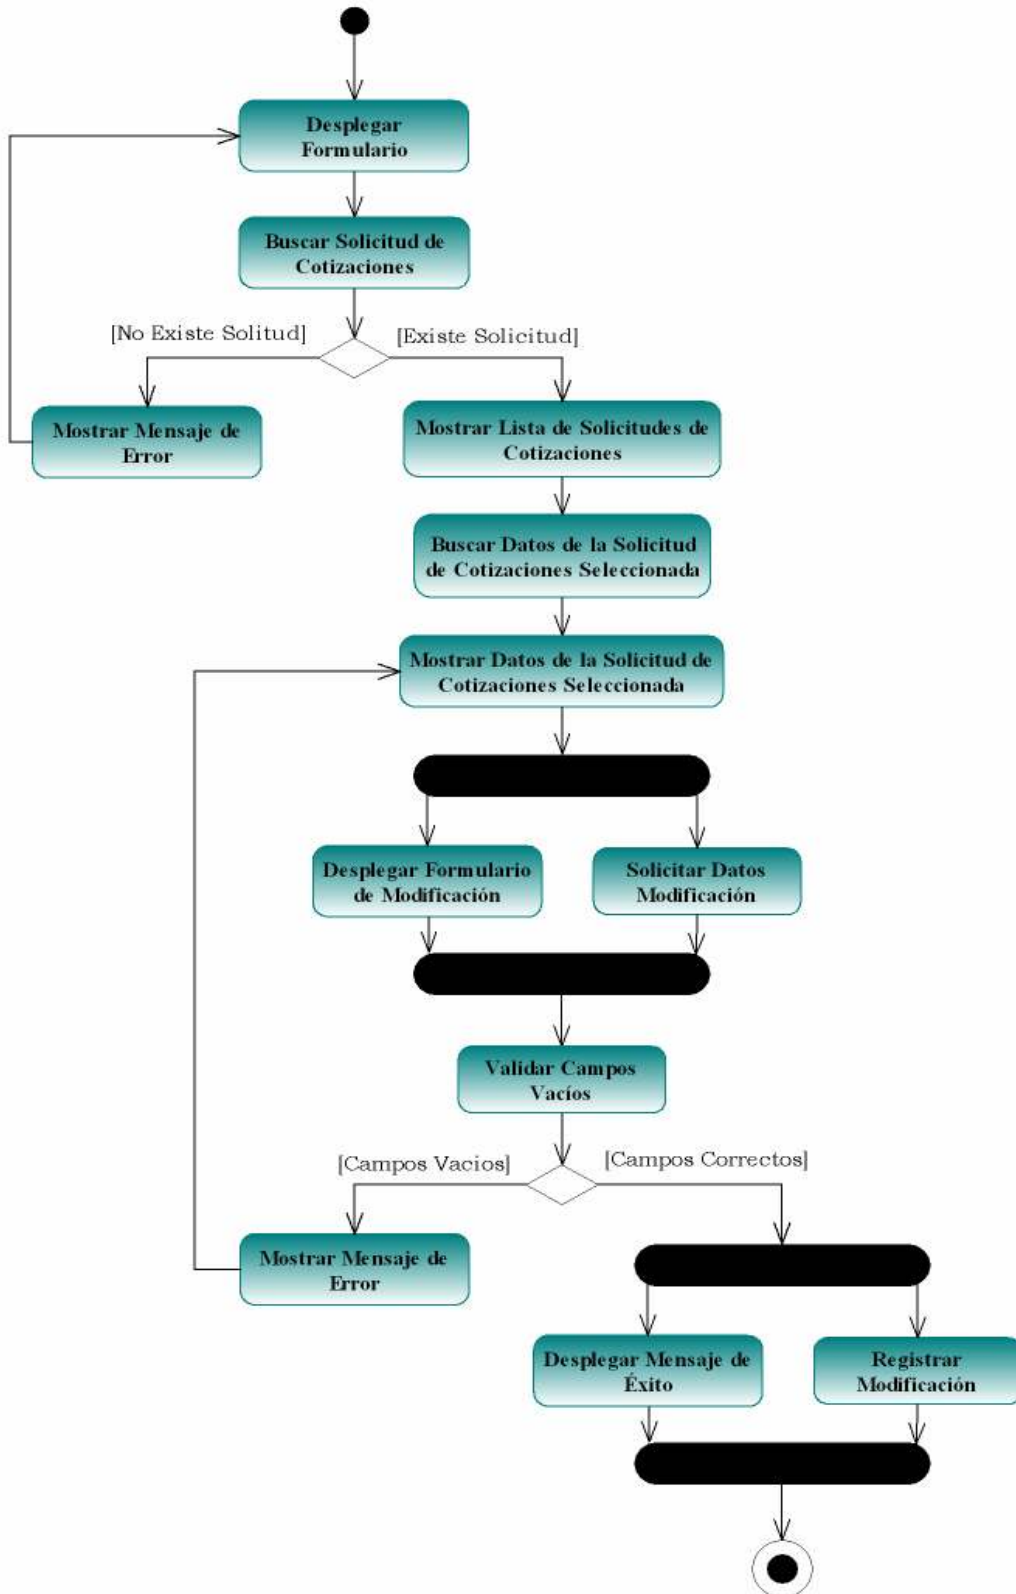 Desplegar
Formulario
Buscar Solicitud de
Cotizaciones
[No Existe Solitud]
[Existe Solicitud]
Mostrar Mensaje de
Error
Mostrar Lista de Solicitudes de
Cotizaciones
Buscar Datos de la Solicitud
de Cotizaciones Seleccionada
Mostrar Datos de la Solicitud de
Cotizaciones Seleccionada
Desplegar Formulario
de Modificación
Solicitar Datos
Modificación
Validar Campos
Vacíos
[Campos Vacios]
[Campos Correctos]
Mostrar Mensaje de
Error
Desplegar Mensaje de
Éxito
Registrar
Modificación